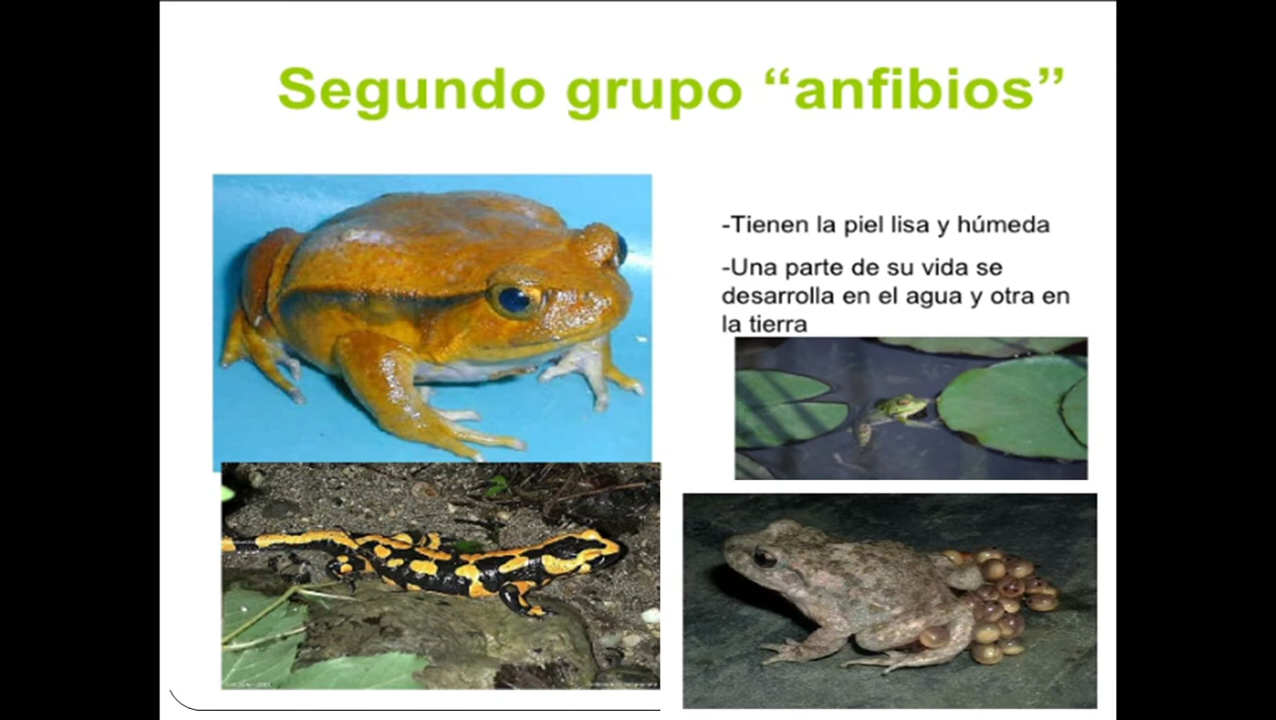 Segundo grupo “anfibios”
-Tienen la piel lisa y húmeda
-Una parte de su vida se
desarrolla en el agua y otra en
la tierra